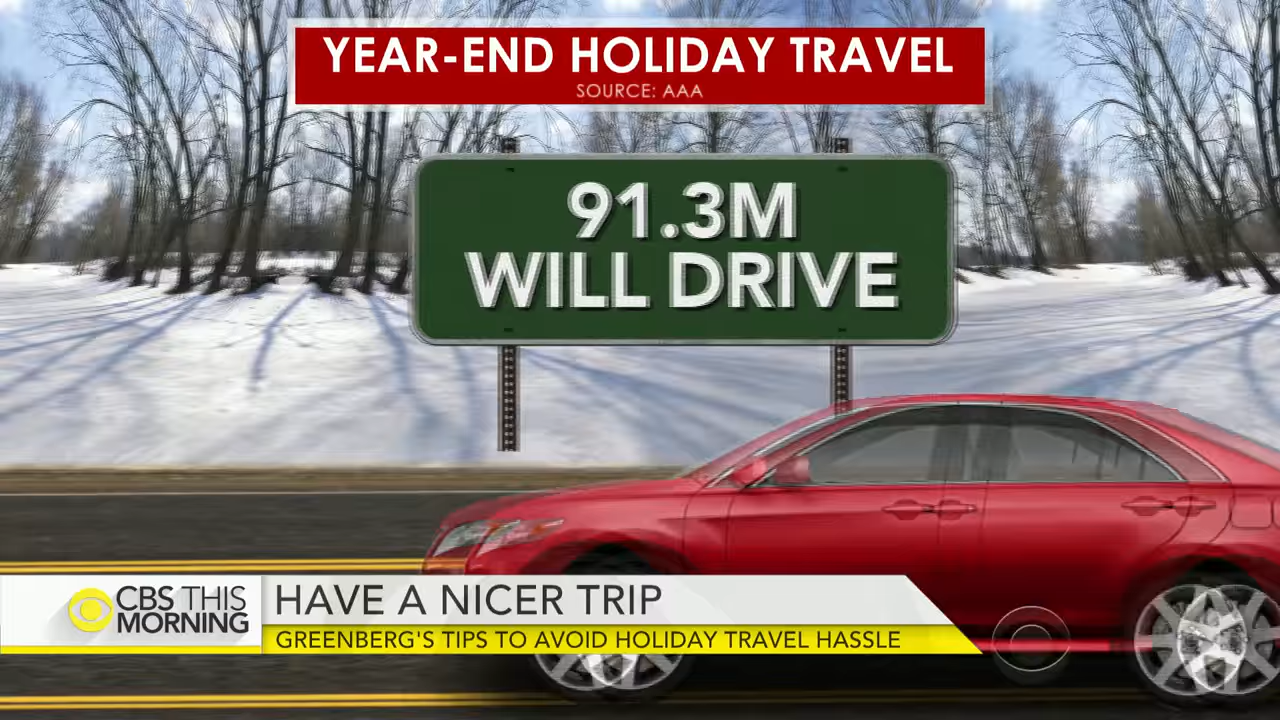 YEAR-END HOLIDAY TRAVEL
SOURCE: AAA
91.3M
WILL DRIVE
CBS THIS
MORNING
HAVE A NICER TRIP
GREENBERG'S TIPS TO AVOID HOLIDAY TRAVEL HASSLE